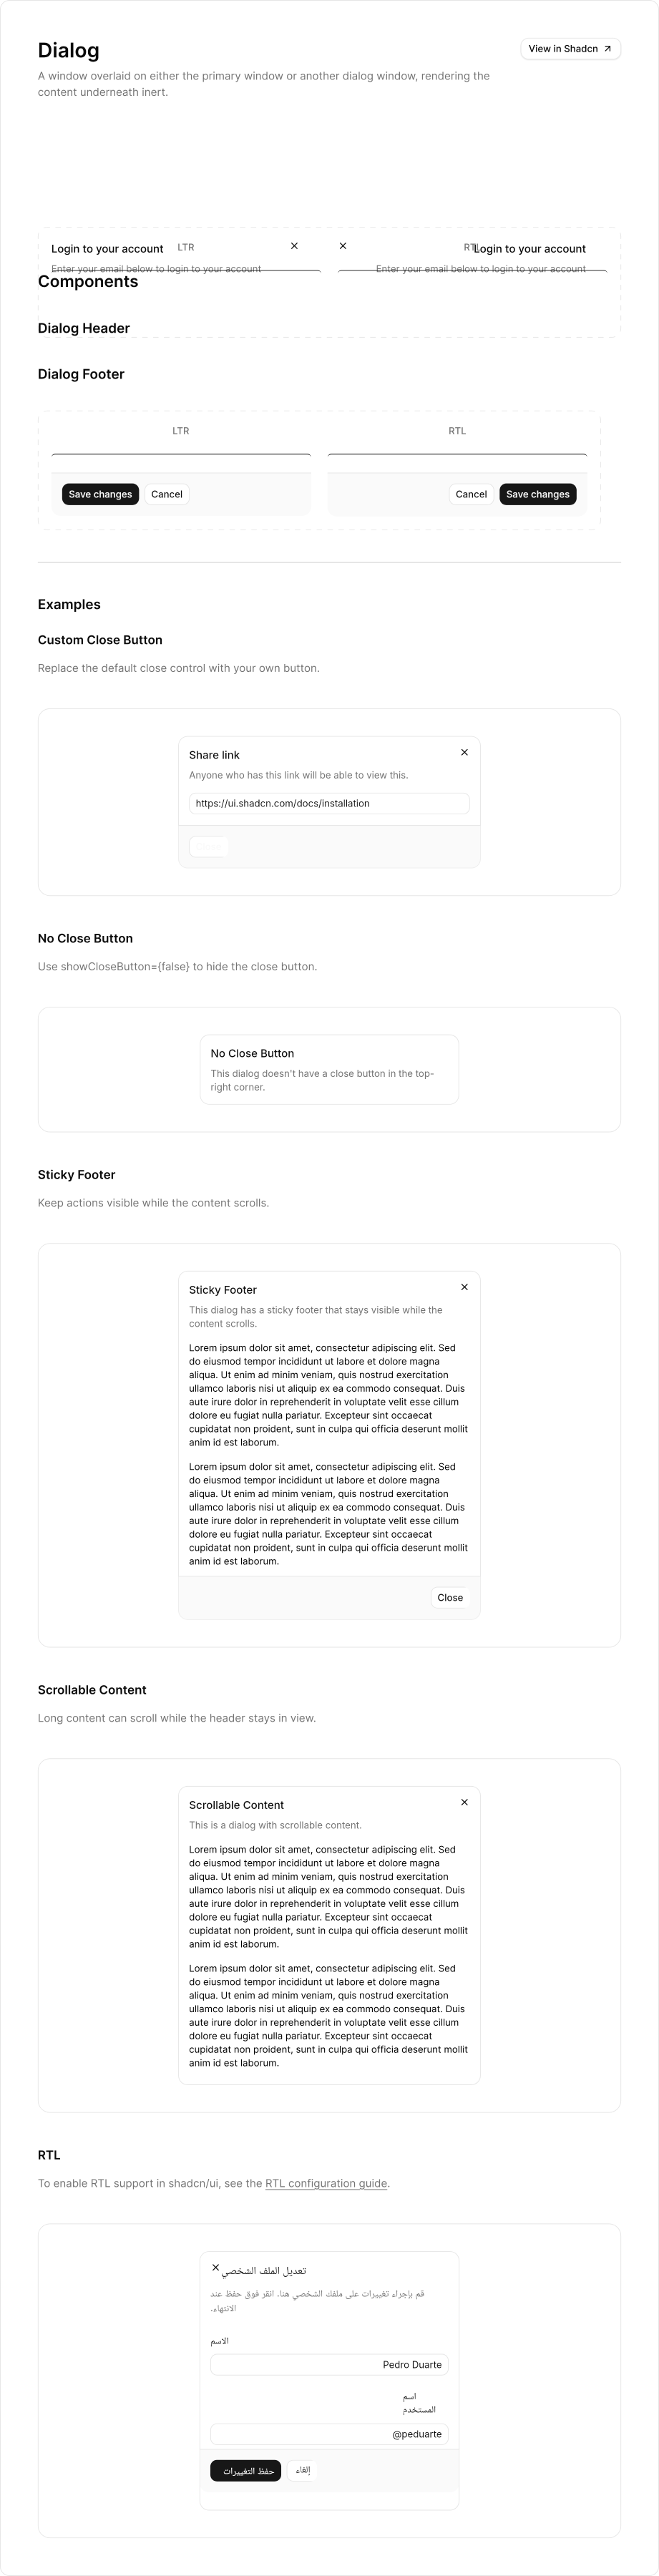 Dialog
View in Shadcn
A window overlaid on either the primary window or another dialog window, rendering the
content underneath inert.
Login to your account
LTR
RTL
Login to your account
Enter your email below to login to your account
Enter your email below to login to your account
Components
Dialog Header
Dialog Footer
LTR
RTL
Save changes
Cancel
Cancel
Save changes
Examples
Custom Close Button
Replace the default close control with your own button.
Share link
Anyone who has this link will be able to view this.
https://ui.shadcn.com/docs/installation
No Close Button
Use showCloseButton={false} to hide the close button.
No Close Button
This dialog doesn't have a close button in the top-
right corner.
Sticky Footer
Keep actions visible while the content scrolls.
Sticky Footer
This dialog has a sticky footer that stays visible while the
content scrolls.
Lorem ipsum dolor sit amet, consectetur adipiscing elit. Sed
do eiusmod tempor incididunt ut labore et dolore magna
aliqua. Ut enim ad minim veniam, quis nostrud exercitation
ullamco laboris nisi ut aliquip ex ea commodo consequat. Duis
aute irure dolor in reprehenderit in voluptate velit esse cillum
dolore eu fugiat nulla pariatur. Excepteur sint occaecat
cupidatat non proident, sunt in culpa qui officia deserunt mollit
anim id est laborum.
Lorem ipsum dolor sit amet, consectetur adipiscing elit. Sed
do eiusmod tempor incididunt ut labore et dolore magna
aliqua. Ut enim ad minim veniam, quis nostrud exercitation
ullamco laboris nisi ut aliquip ex ea commodo consequat. Duis
aute irure dolor in reprehenderit in voluptate velit esse cillum
dolore eu fugiat nulla pariatur. Excepteur sint occaecat
cupidatat non proident, sunt in culpa qui officia deserunt mollit
anim id est laborum.
Close
Scrollable Content
Long content can scroll while the header stays in view.
Scrollable Content
This is a dialog with scrollable content.
Lorem ipsum dolor sit amet, consectetur adipiscing elit. Sed
do eiusmod tempor incididunt ut labore et dolore magna
aliqua. Ut enim ad minim veniam, quis nostrud exercitation
ullamco laboris nisi ut aliquip ex ea commodo consequat. Duis
aute irure dolor in reprehenderit in voluptate velit esse cillum
dolore eu fugiat nulla pariatur. Excepteur sint occaecat
cupidatat non proident, sunt in culpa qui officia deserunt mollit
anim id est laborum.
Lorem ipsum dolor sit amet, consectetur adipiscing elit. Sed
do eiusmod tempor incididunt ut labore et dolore magna
aliqua. Ut enim ad minim veniam, quis nostrud exercitation
ullamco laboris nisi ut aliquip ex ea commodo consequat. Duis
aute irure dolor in reprehenderit in voluptate velit esse cillum
dolore eu fugiat nulla pariatur. Excepteur sint occaecat
cupidatat non proident, sunt in culpa qui officia deserunt mollit
anim id est laborum.
RTL
To enable RTL support in shadcn/ui, see the RTL configuration guide.
تعديل الملف الشخصي
قم بإجراء تغييرات على ملفك الشخصي هنا. انقر فوق حفظ عند
الانتهاء.
الاسم
Pedro Duarte
اسم
المستخدم
@peduarte
حفظ التغييرات
إلغاء